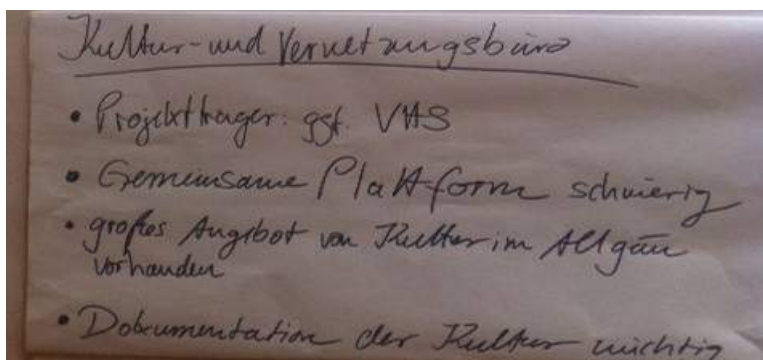 Kultur- und Vernetzungsbüro
• Projektträger: ggf. VHS
• Gemeinsame Plattform schwierig
• großes Angebot von Kultur im Allgäu
vorhanden
• Dokumentation der Kultur wichtig